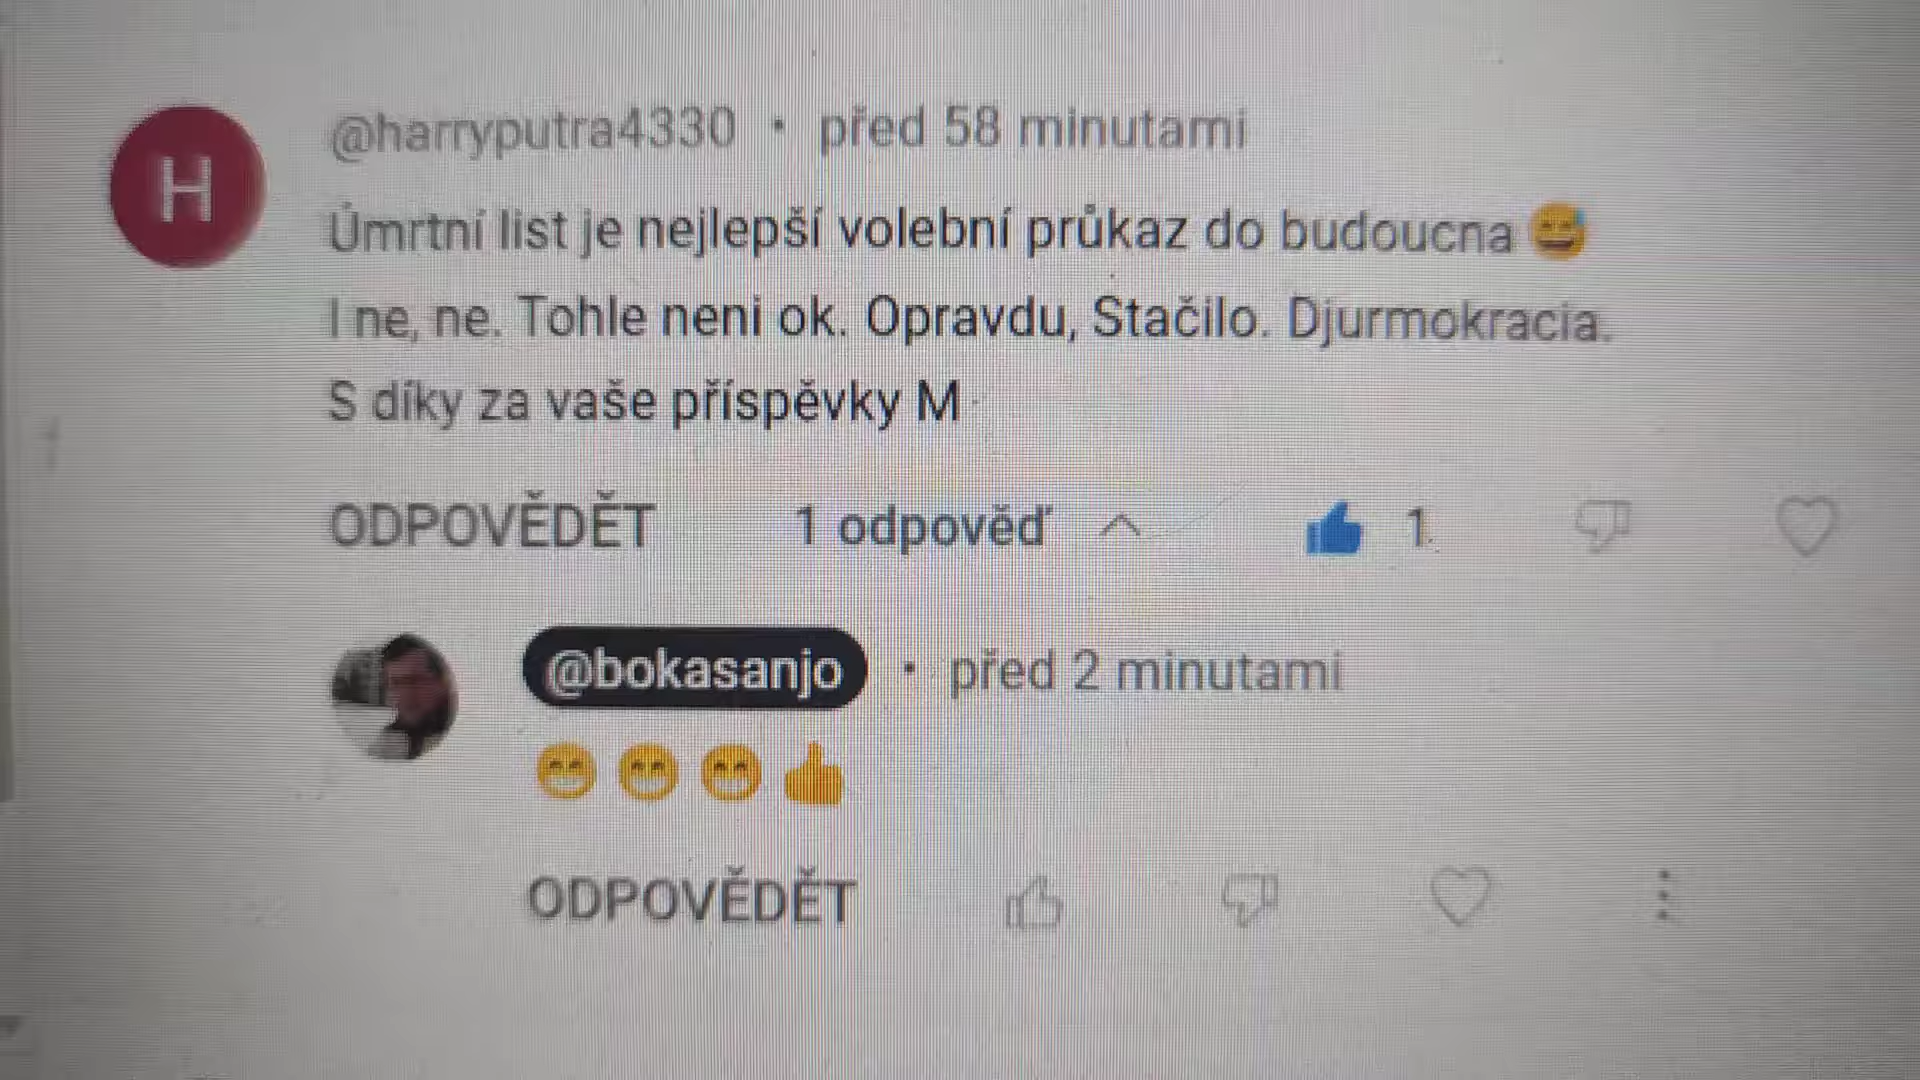 H
@harryputra4330 · před 58 minutami
Úmrtní list je nejlepší volební průkaz do budoucna 😅
I ne, ne. Tohle neni ok. Opravdu, Stačilo. Djurmokracia.
S díky za vaše příspěvky M
ODPOVĚDĚT 1 odpověď 1
@bokasanjo · před 2 minutami
😁😁😁👍
ODPOVĚDĚT